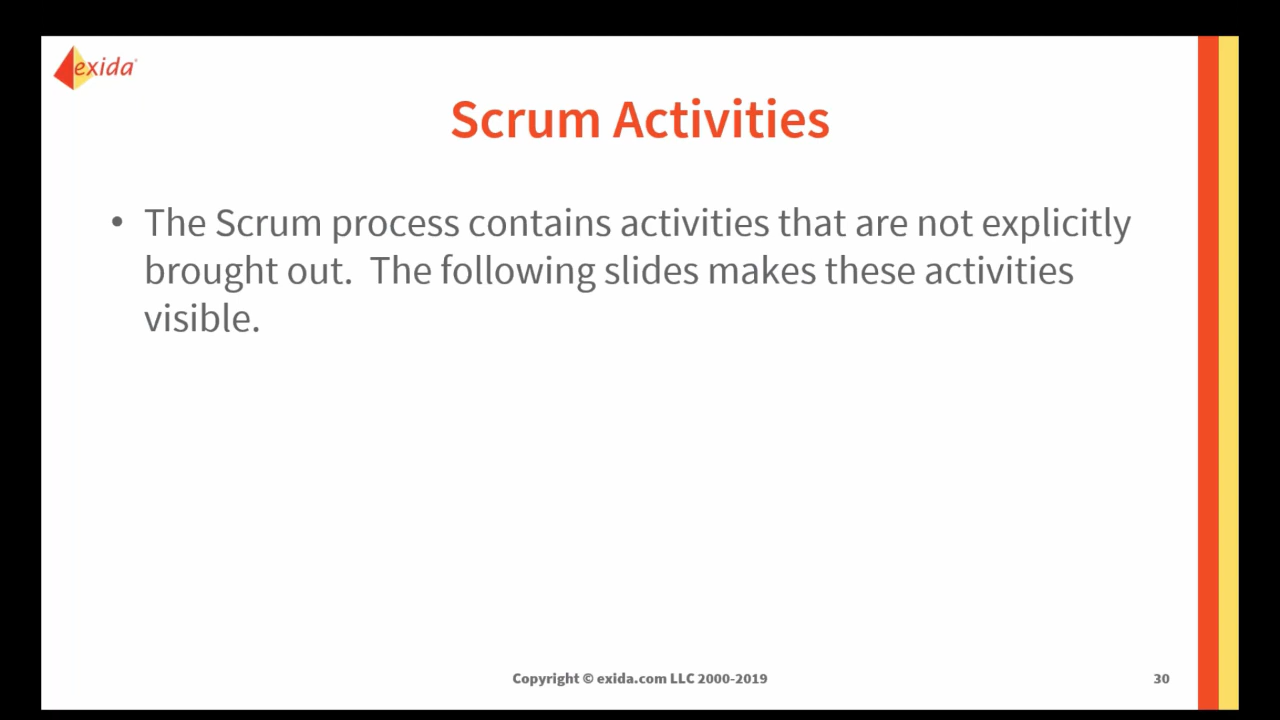 exida
Scrum Activities
• The Scrum process contains activities that are not explicitly
brought out.  The following slides makes these activities
visible.
Copyright © exida.com LLC 2000-2019
30